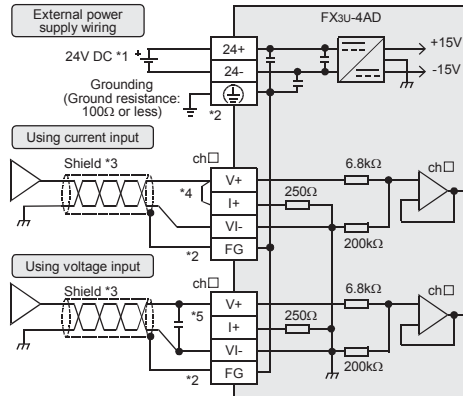 External power
supply wiring
FX3U-4AD
24V DC *1
24+
24-
+15V
-15V
Grounding
(Ground resistance:
100Ω or less)
*2
Using current input
Shield *3
ch□
*4
V+
I+
VI-
FG
*2
6.8kΩ
250Ω
200kΩ
ch□
Using voltage input
Shield *3
ch□
*5
V+
I+
VI-
FG
*2
6.8kΩ
250Ω
200kΩ
ch□